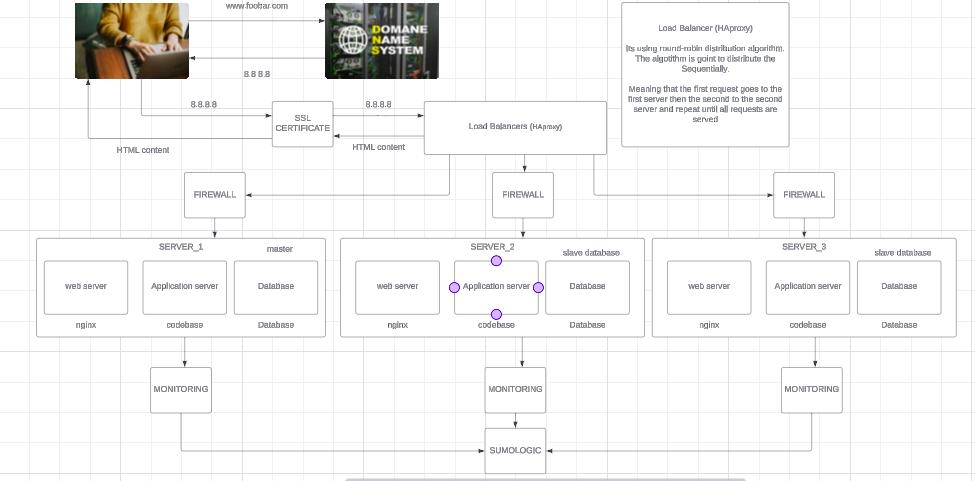 www.foobar.com
DOMANE
NAME
SYSTEM
8.8 8.8
Load Balancer (HAproxy)
Its using round-robin distribution algorithm.
The algotithm is goint to distribute the
Sequentially.
Meaning that the first request goes to the
first server then the second to the second
server and repeat until all requests are
served
8.8.8.8
SSL
CERTIFICATE
8.8.8.8
Load Balancers (HAproxy)
HTML content
HTML content
FIREWALL
FIREWALL
FIREWALL
SERVER_1
master
web server
Application server
Database
nginx
codebase
Database
SERVER_2
slave database
web server
Application server
Database
nginx
codebase
Database
SERVER_3
slave database
web server
Application server
Database
nginx
codebase
Database
MONITORING
MONITORING
MONITORING
SUMOLOGIC